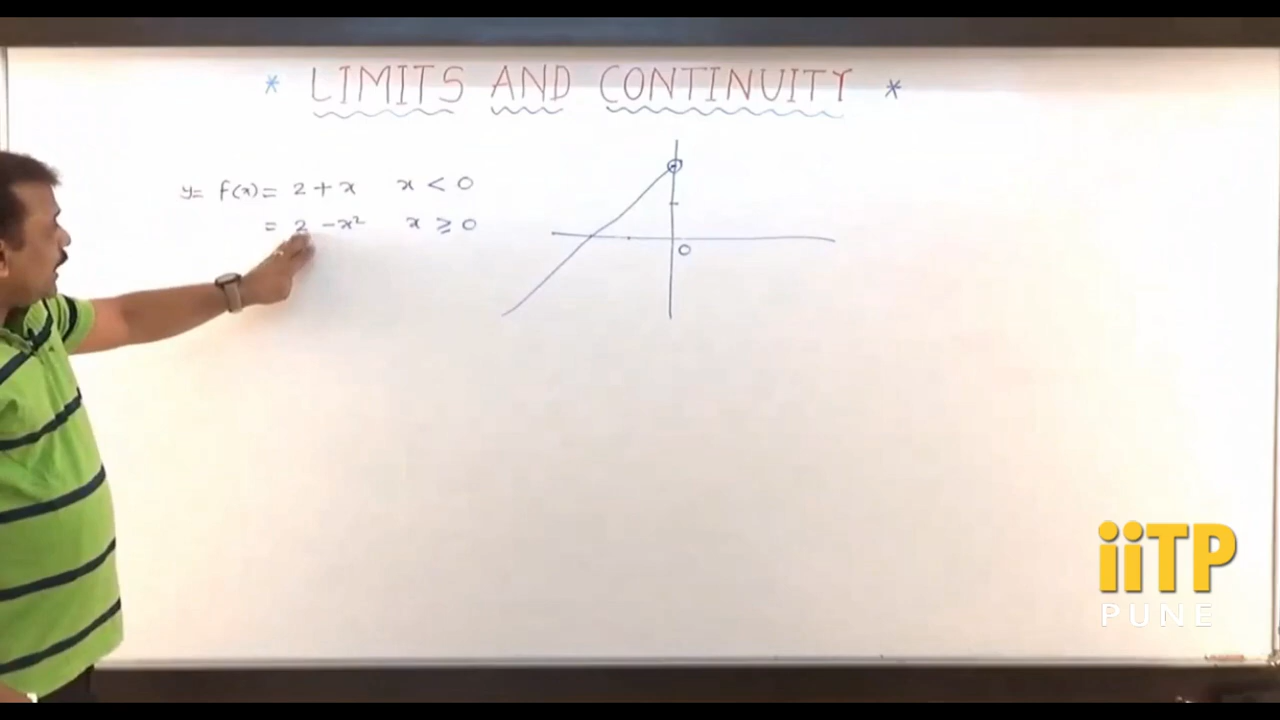 * LIMITS AND CONTINUITY *
y= f(x)= 2 + x x < 0
= 2 - x² x ≥ 0
0
iiTP
PUNE